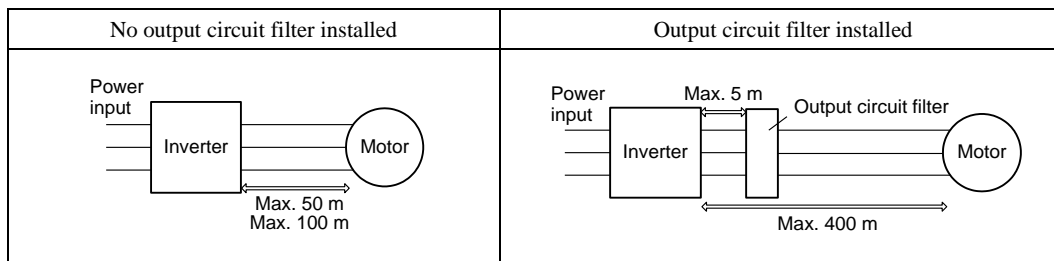 No output circuit filter installed
Output circuit filter installed
Power
input
Inverter
Motor
Max. 50 m
Max. 100 m
Power
input
Max. 5 m
Output circuit filter
Inverter
Motor
Max. 400 m